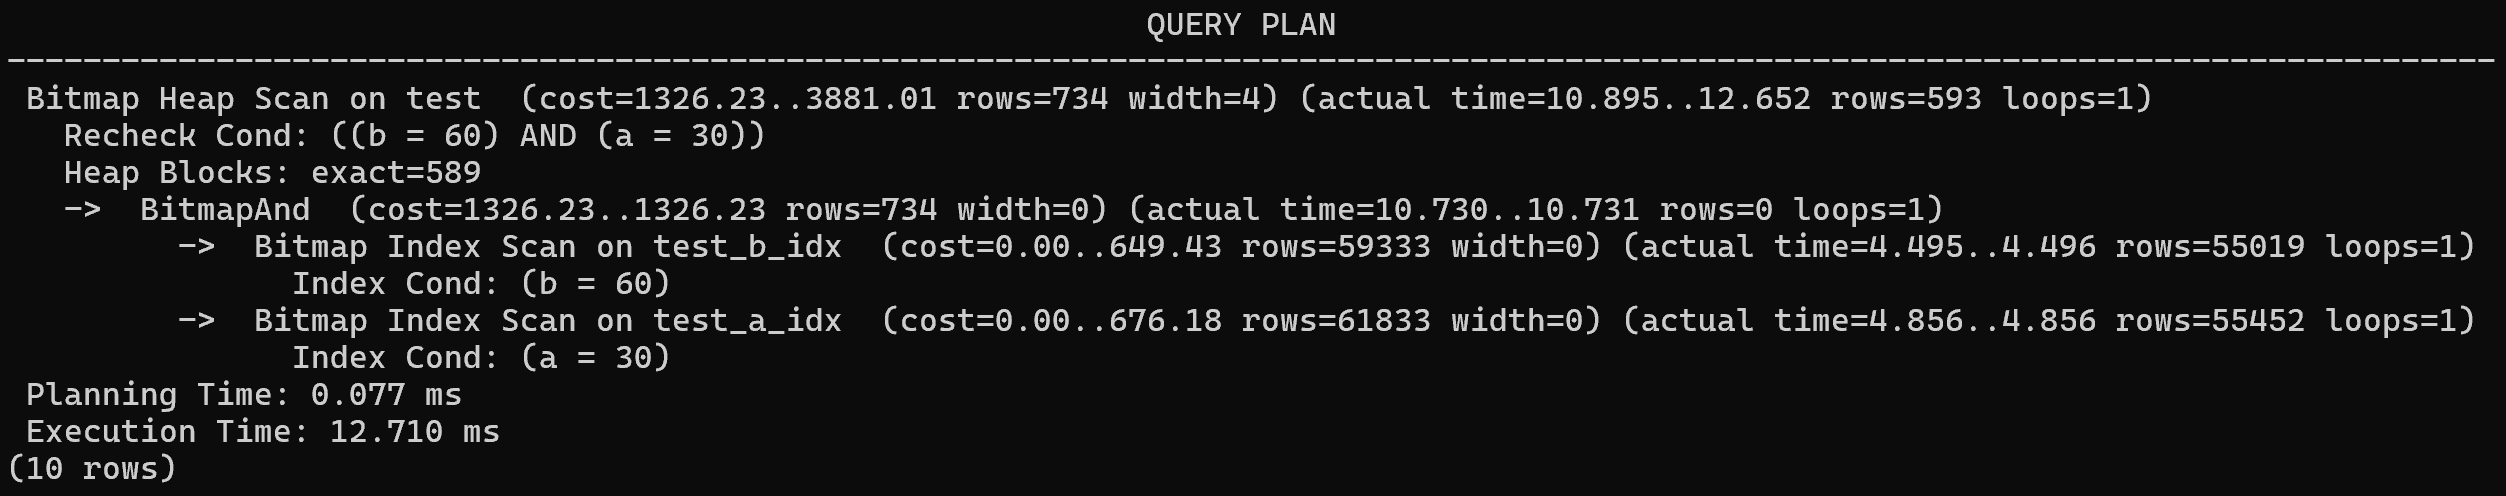 QUERY PLAN
-----------------------------------------------------------------------------------------------------------------------------------
Bitmap Heap Scan on test  (cost=1326.23..3881.01 rows=734 width=4) (actual time=10.895..12.652 rows=593 loops=1)
Recheck Cond: ((b = 60) AND (a = 30))
Heap Blocks: exact=589
->  BitmapAnd  (cost=1326.23..1326.23 rows=734 width=0) (actual time=10.730..10.731 rows=0 loops=1)
->  Bitmap Index Scan on test_b_idx  (cost=0.00..649.43 rows=59333 width=0) (actual time=4.495..4.496 rows=55019 loops=1)
Index Cond: (b = 60)
->  Bitmap Index Scan on test_a_idx  (cost=0.00..676.18 rows=61833 width=0) (actual time=4.856..4.856 rows=55452 loops=1)
Index Cond: (a = 30)
Planning Time: 0.077 ms
Execution Time: 12.710 ms
(10 rows)